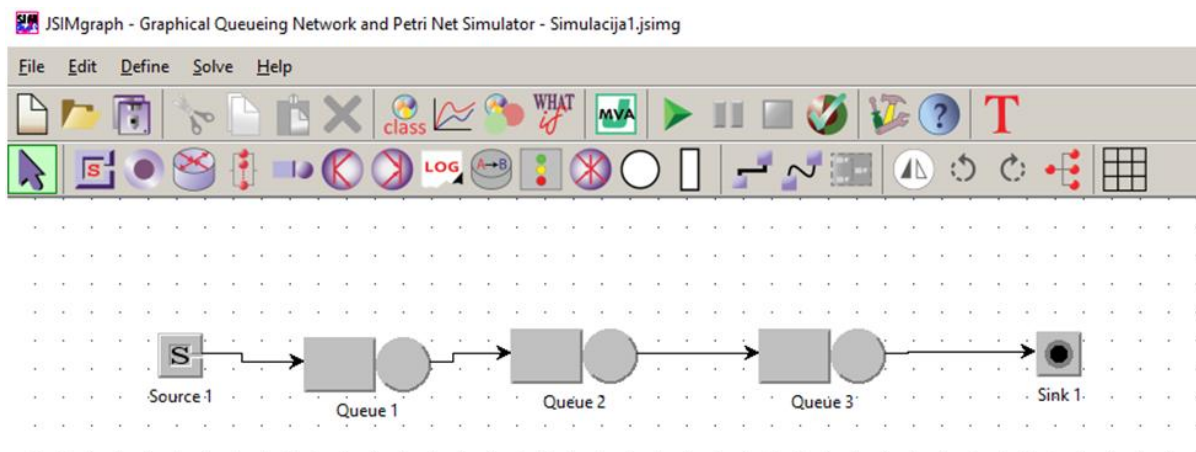 JSIMgraph - Graphical Queueing Network and Petri Net Simulator - Simulacija1.jsimg
File Edit Define Solve Help
class WHAT if MVA ? T
S LOG A→B
S
Source 1
Queue 1
Queue 2
Queue 3
Sink 1